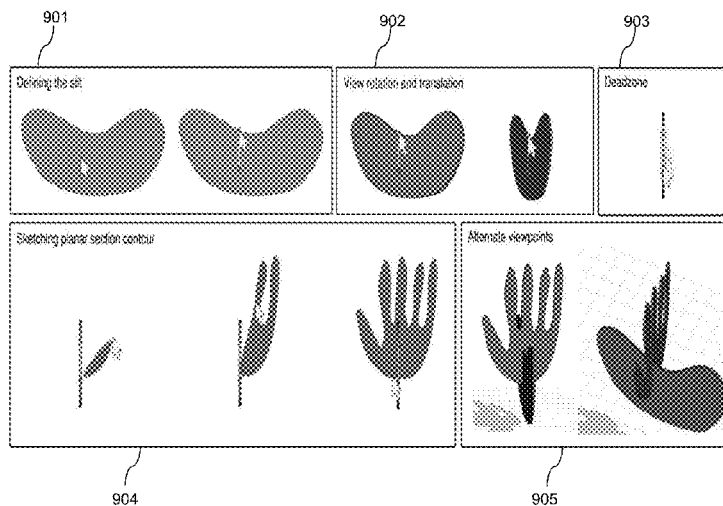 901
902
903
Defining the slit
View rotation and translation
Deadzone
Sketching planar section contour
Alternate viewpoints
904
905